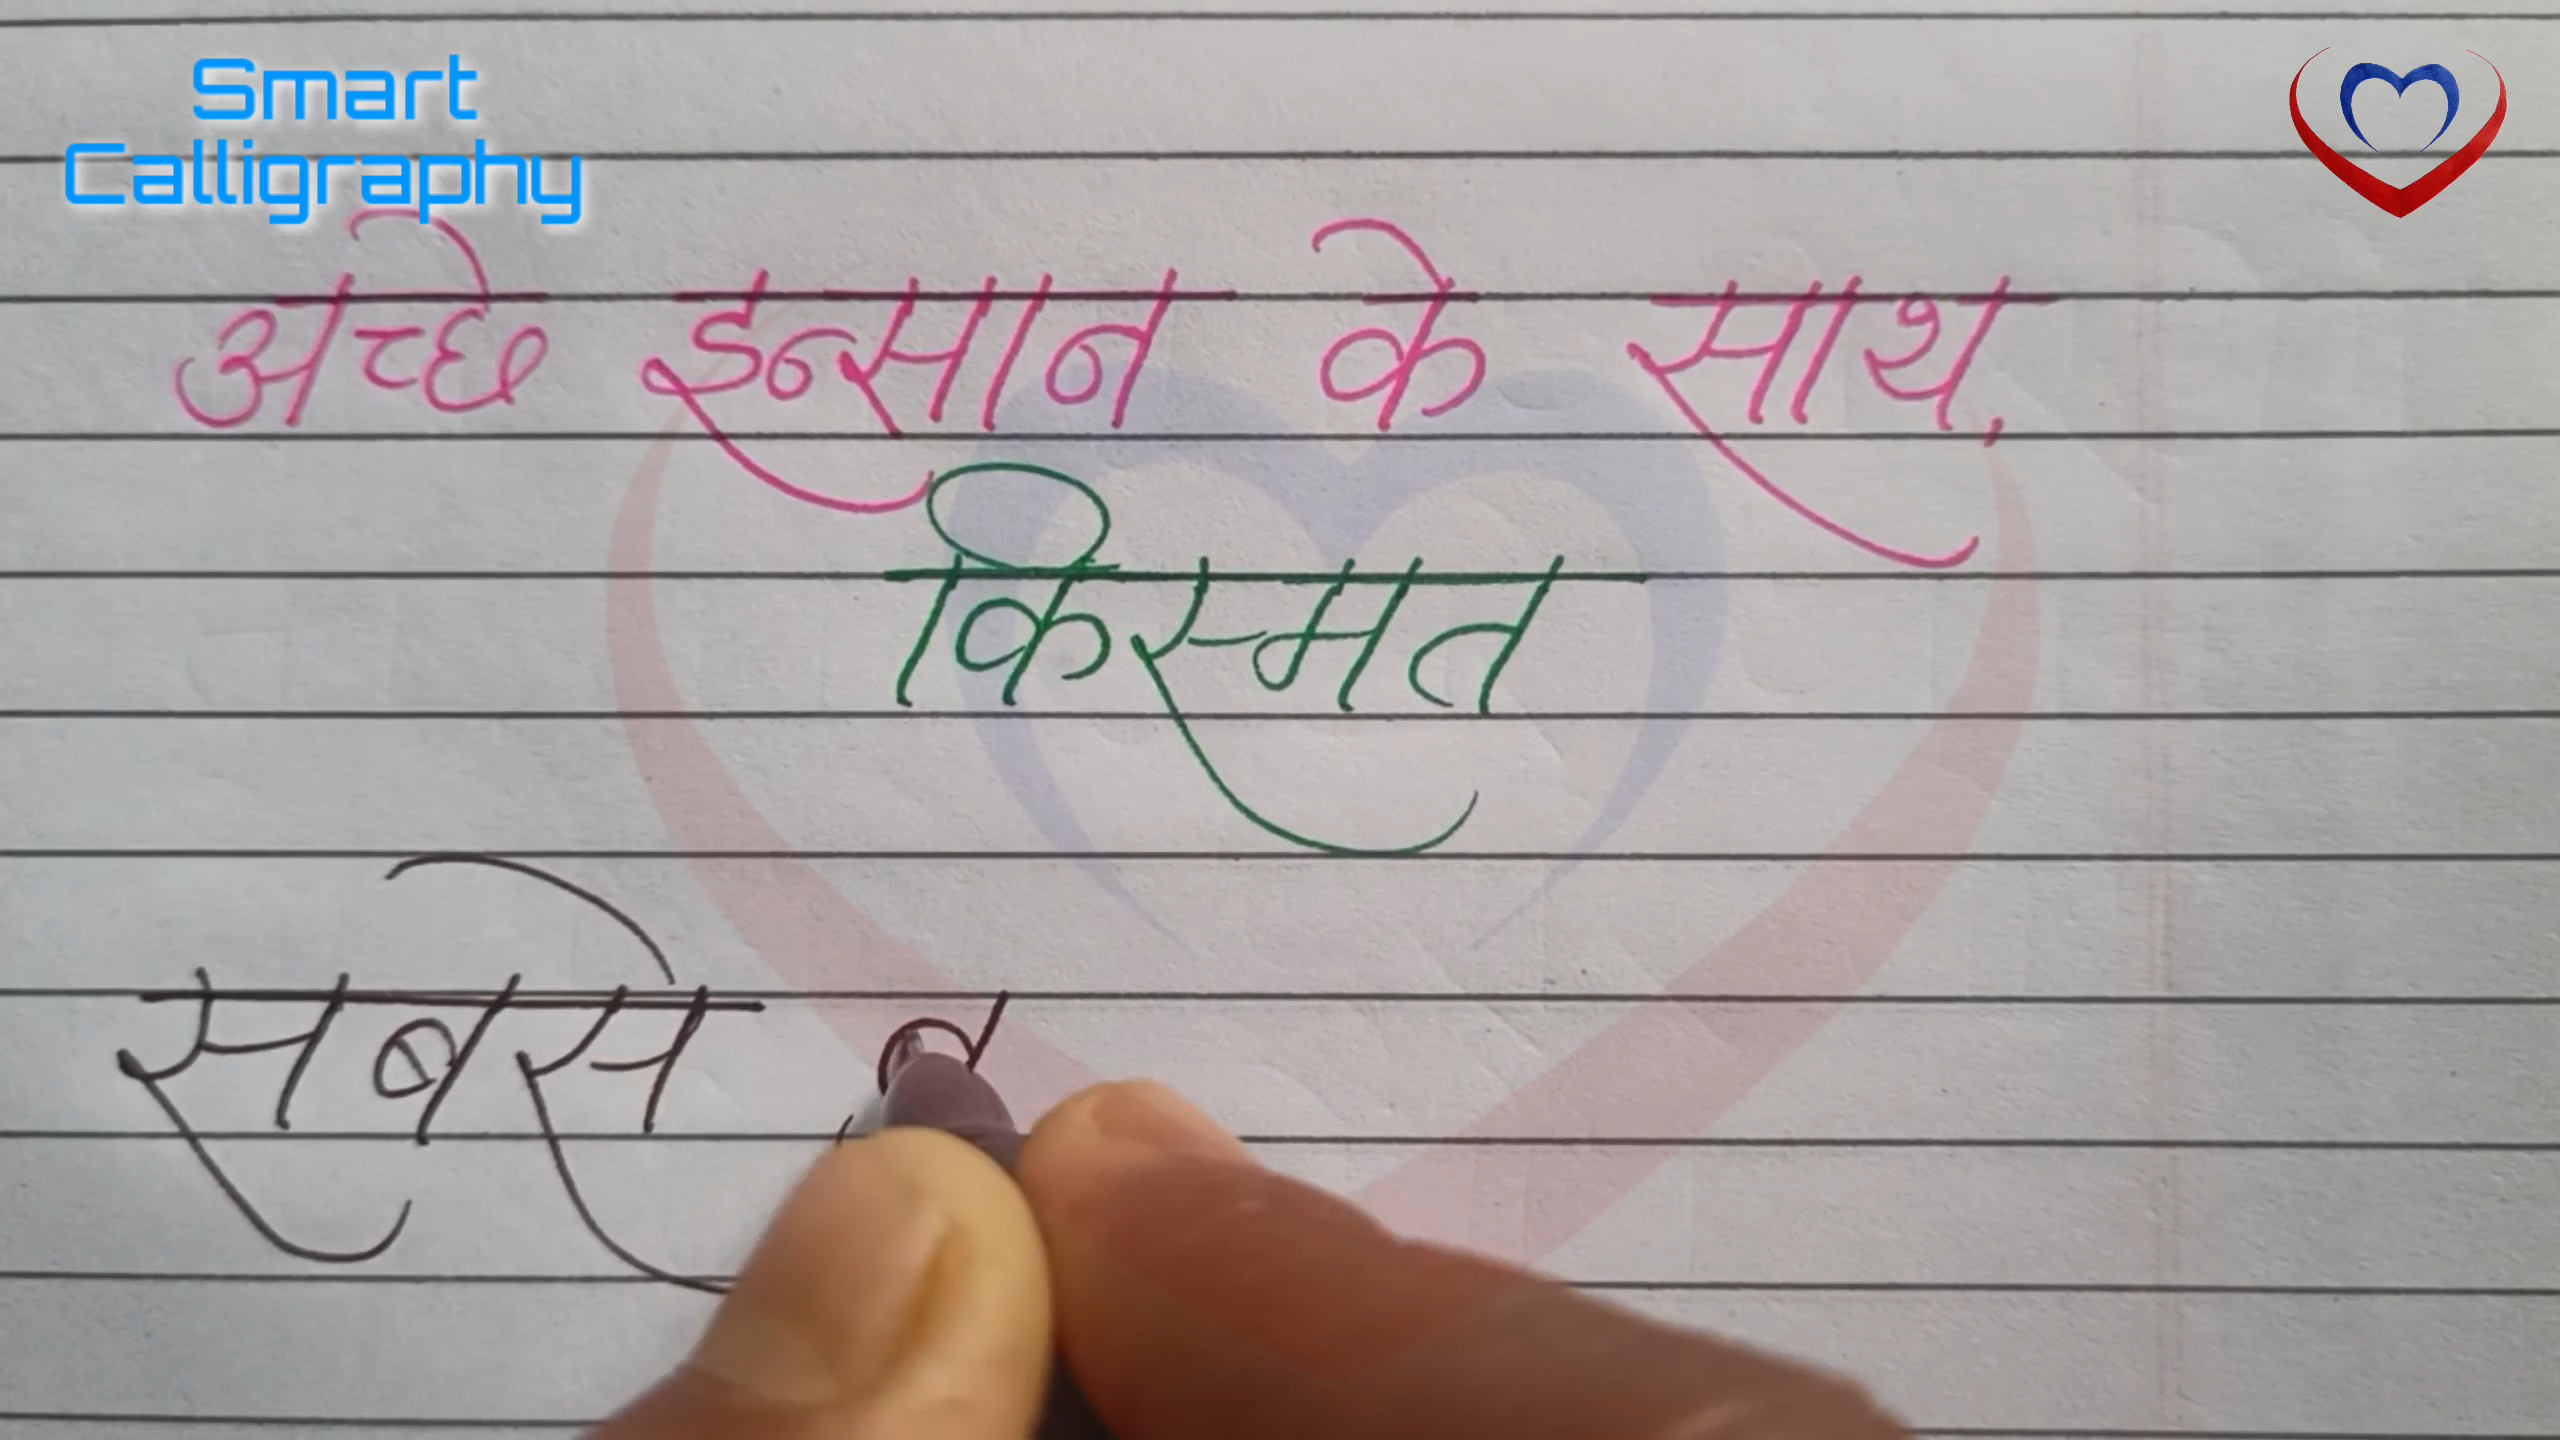 Smart
Calligraphy
अच्छे इन्सान के साथ,
किस्मत
सबसे